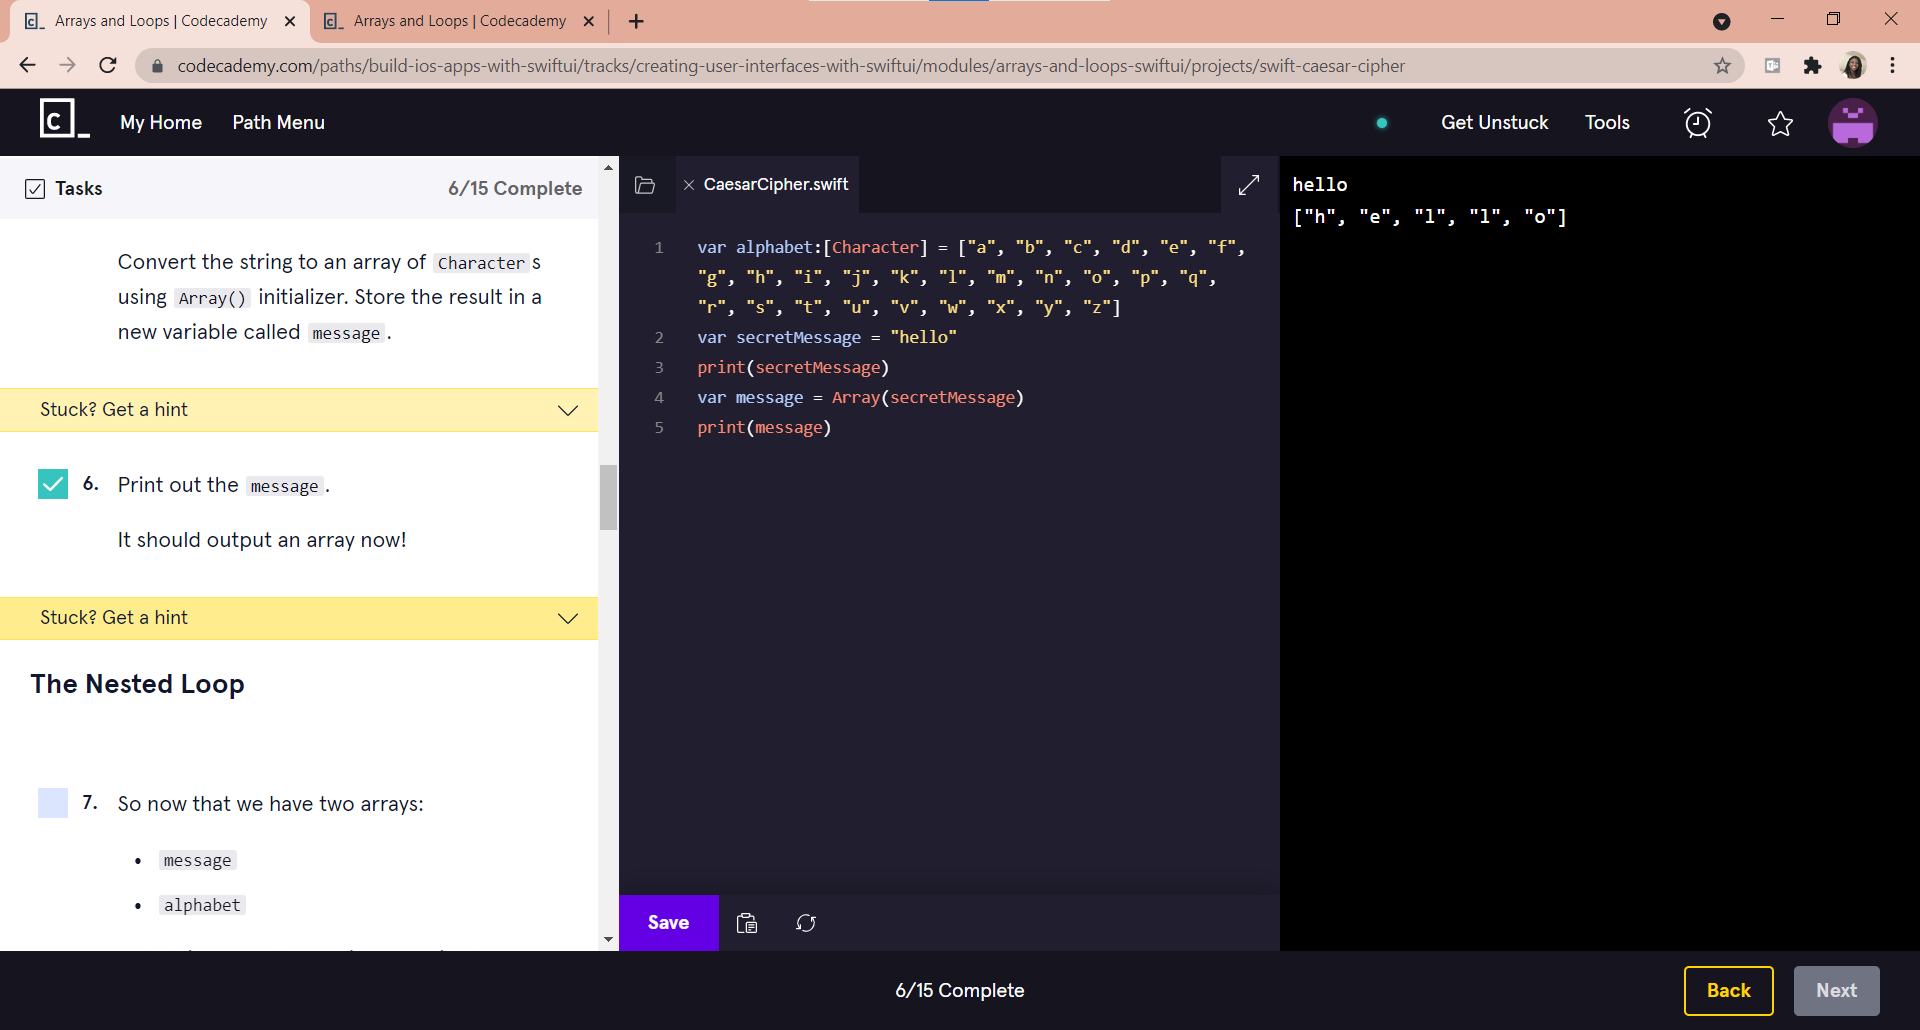 Arrays and Loops | Codecademy
Arrays and Loops | Codecademy
codecademy.com/paths/build-ios-apps-with-swiftui/tracks/creating-user-interfaces-with-swiftui/modules/arrays-and-loops-swiftui/projects/swift-caesar-cipher
c_ My Home Path Menu Get Unstuck Tools
Tasks 6/15 Complete
Convert the string to an array of Character s
using Array() initializer. Store the result in a
new variable called message .
Stuck? Get a hint
6. Print out the message .
It should output an array now!
Stuck? Get a hint
The Nested Loop
7. So now that we have two arrays:
• message
• alphabet
CaesarCipher.swift
1 var alphabet:[Character] = ["a", "b", "c", "d", "e", "f",
"g", "h", "i", "j", "k", "l", "m", "n", "o", "p", "q",
"r", "s", "t", "u", "v", "w", "x", "y", "z"]
2 var secretMessage = "hello"
3 print(secretMessage)
4 var message = Array(secretMessage)
5 print(message)
Save
hello
["h", "e", "l", "l", "o"]
6/15 Complete
Back Next